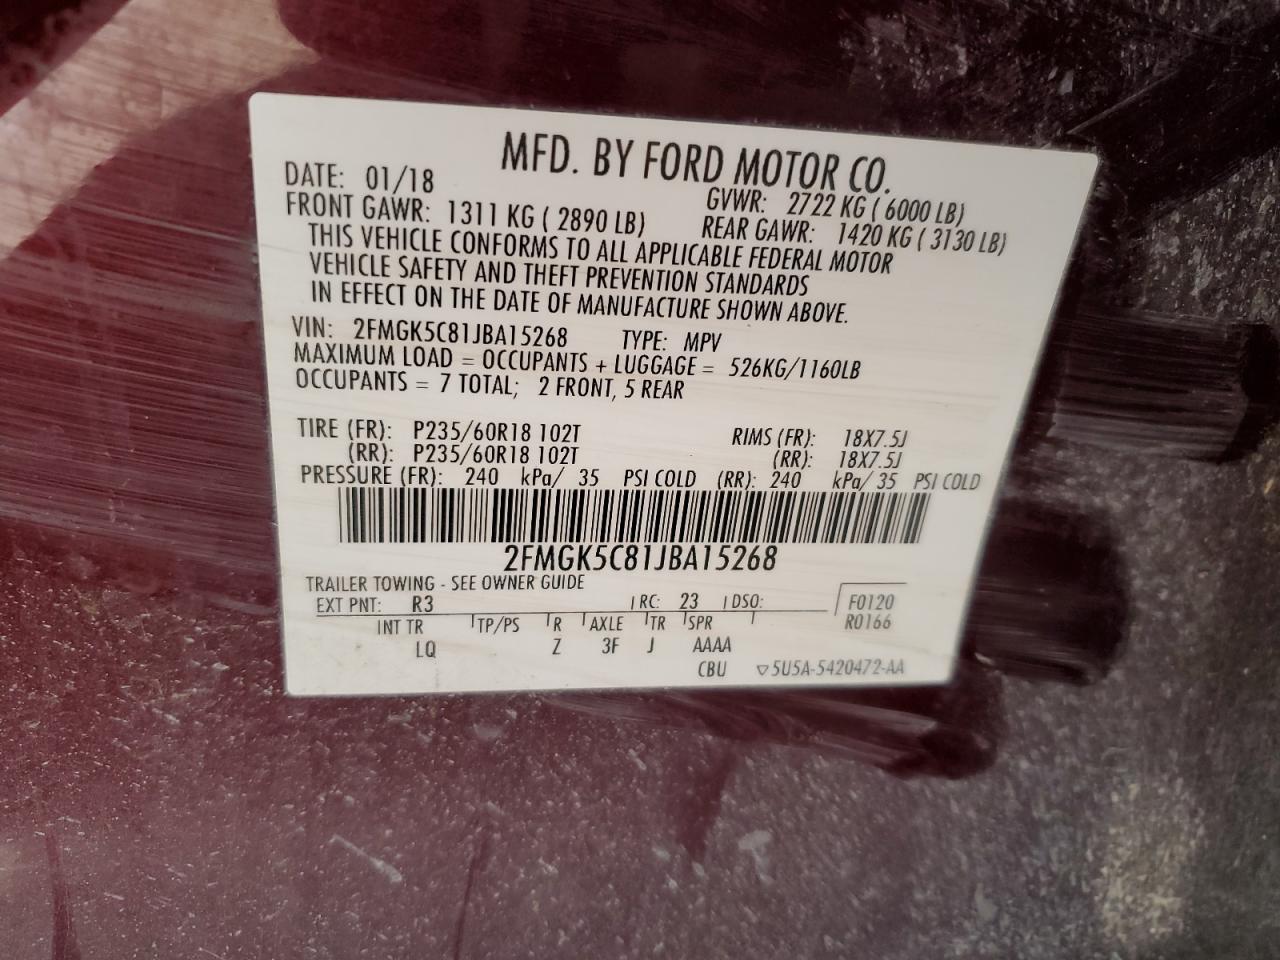 MFD. BY FORD MOTOR CO.
DATE: 01/18 GVWR: 2722 KG ( 6000 LB)
FRONT GAWR: 1311 KG ( 2890 LB) REAR GAWR: 1420 KG ( 3130 LB)
THIS VEHICLE CONFORMS TO ALL APPLICABLE FEDERAL MOTOR
VEHICLE SAFETY AND THEFT PREVENTION STANDARDS
IN EFFECT ON THE DATE OF MANUFACTURE SHOWN ABOVE.
VIN: 2FMGK5C81JBA15268 TYPE: MPV
MAXIMUM LOAD = OCCUPANTS + LUGGAGE = 526KG/1160LB
OCCUPANTS = 7 TOTAL; 2 FRONT, 5 REAR
TIRE (FR): P235/60R18 102T RIMS (FR): 18X7.5J
(RR): P235/60R18 102T (RR): 18X7.5J
PRESSURE (FR): 240 kPa/ 35 PSI COLD (RR): 240 kPa/ 35 PSI COLD
2FMGK5C81JBA15268
TRAILER TOWING - SEE OWNER GUIDE
EXT PNT: R3 RC: 23 DSO: F0120
INT TR TP/PS R AXLE TR SPR R0166
LQ Z 3F J AAAA
CBU ▽5U5A-5420472-AA